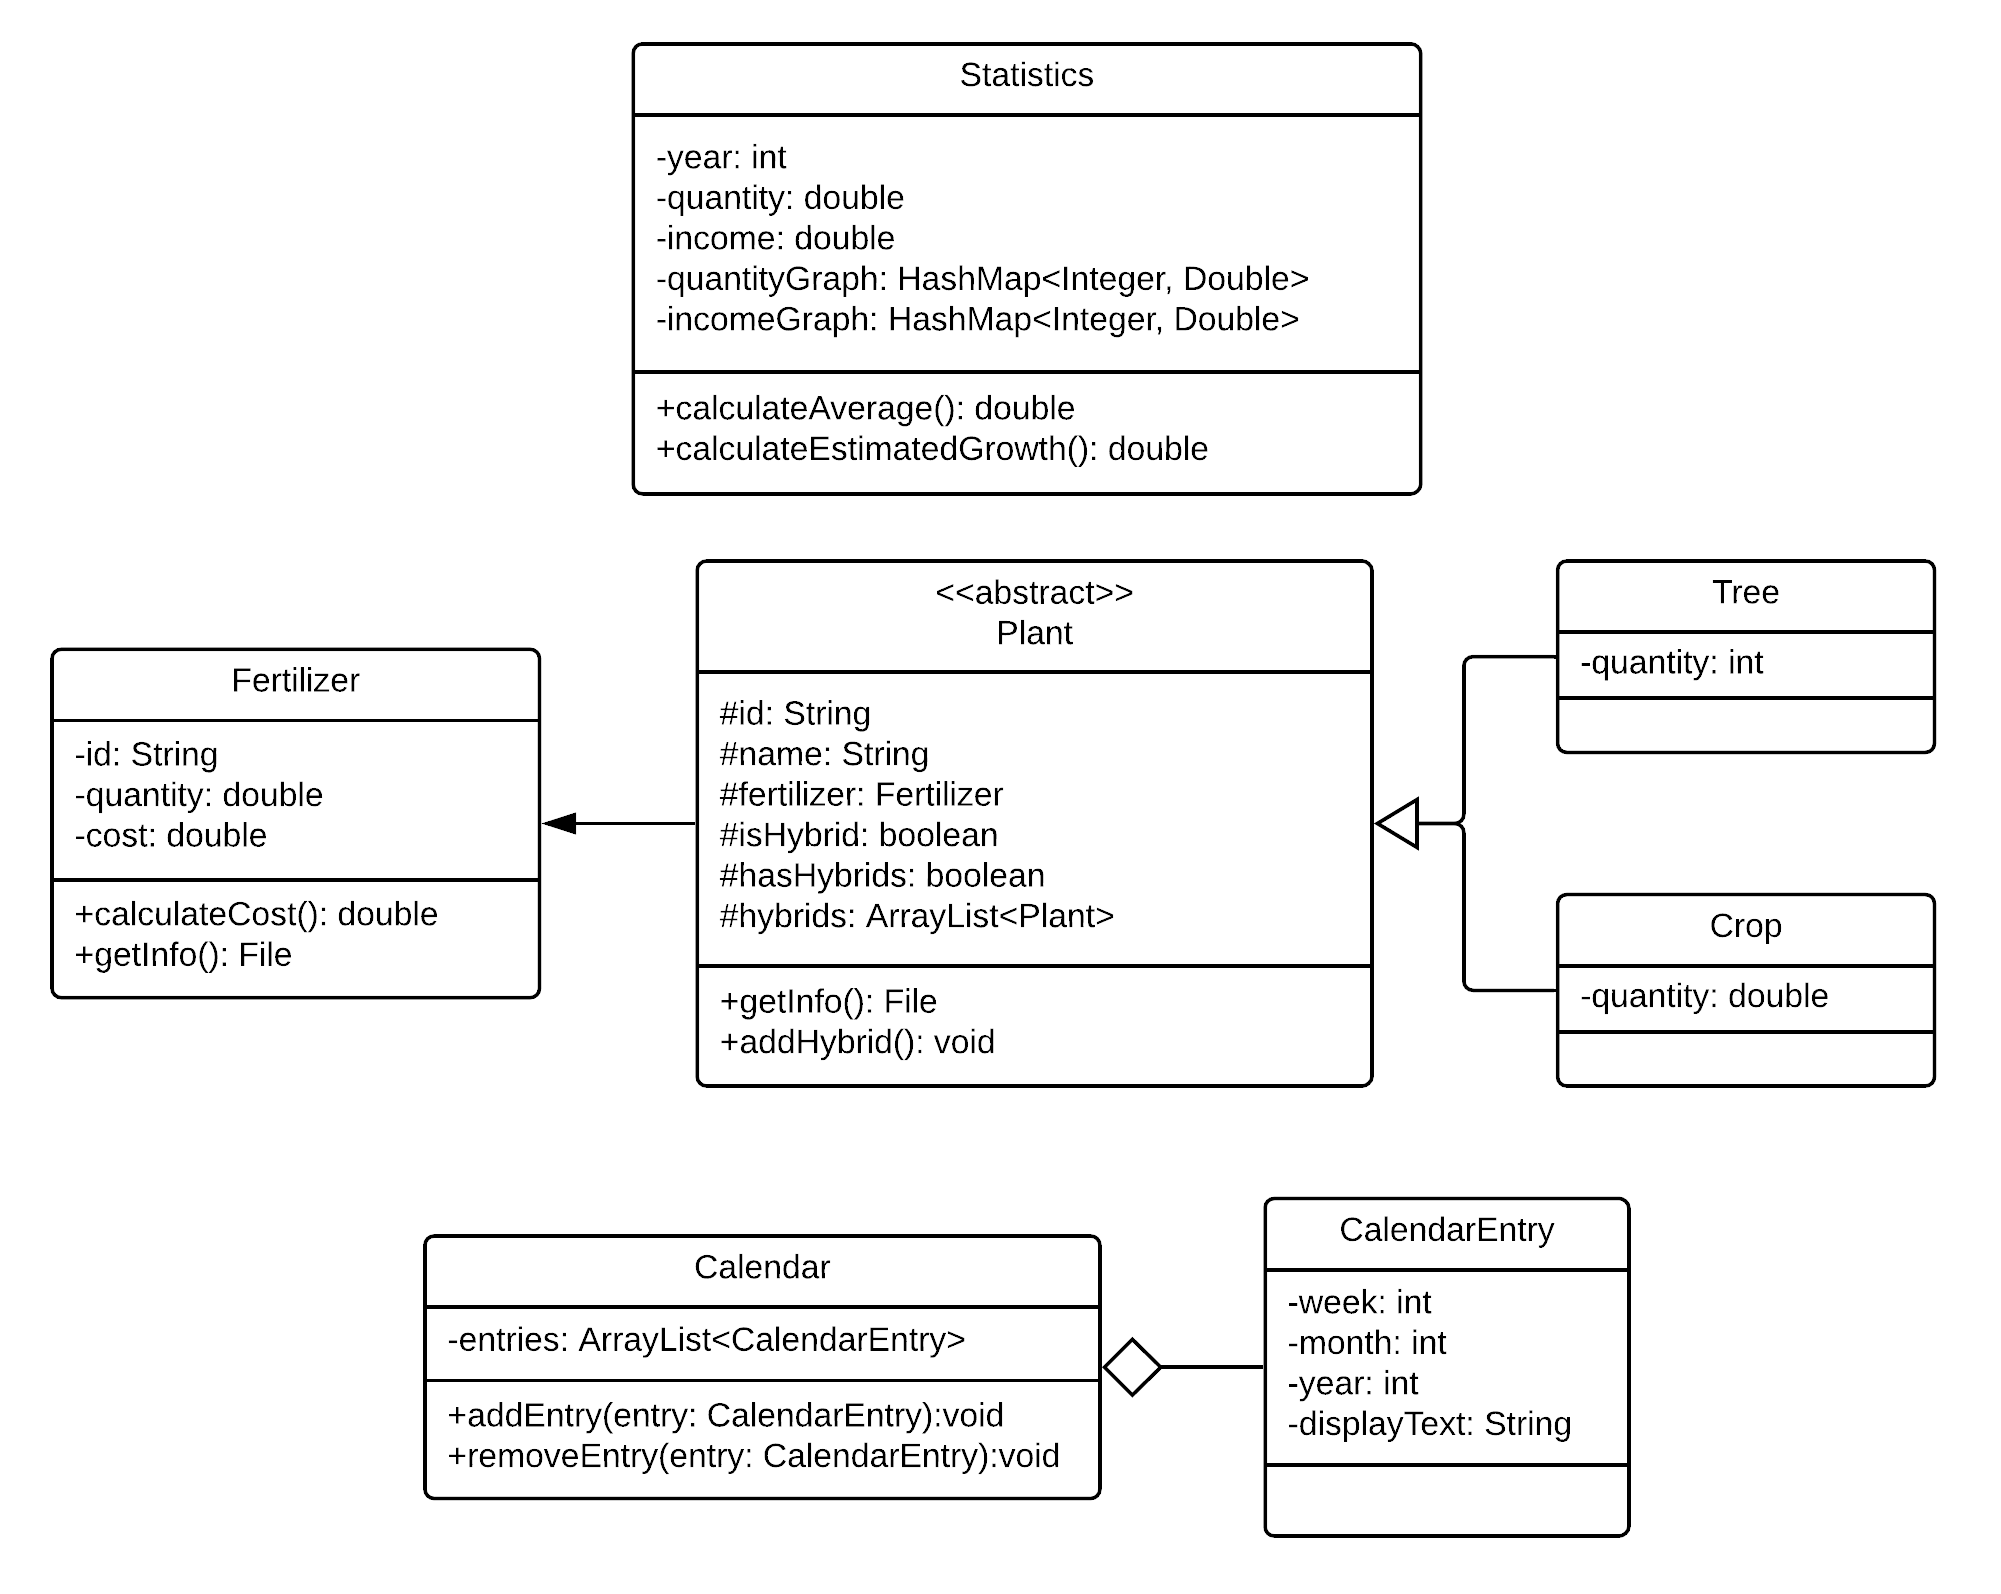 Statistics
-year: int
-quantity: double
-income: double
-quantityGraph: HashMap<Integer, Double>
-incomeGraph: HashMap<Integer, Double>
+calculateAverage(): double
+calculateEstimatedGrowth(): double
Fertilizer
-id: String
-quantity: double
-cost: double
+calculateCost(): double
+getInfo(): File
<<abstract>>
Plant
#id: String
#name: String
#fertilizer: Fertilizer
#isHybrid: boolean
#hasHybrids: boolean
#hybrids: ArrayList<Plant>
+getInfo(): File
+addHybrid(): void
Tree
-quantity: int
Crop
-quantity: double
Calendar
-entries: ArrayList<CalendarEntry>
+addEntry(entry: CalendarEntry):void
+removeEntry(entry: CalendarEntry):void
CalendarEntry
-week: int
-month: int
-year: int
-displayText: String